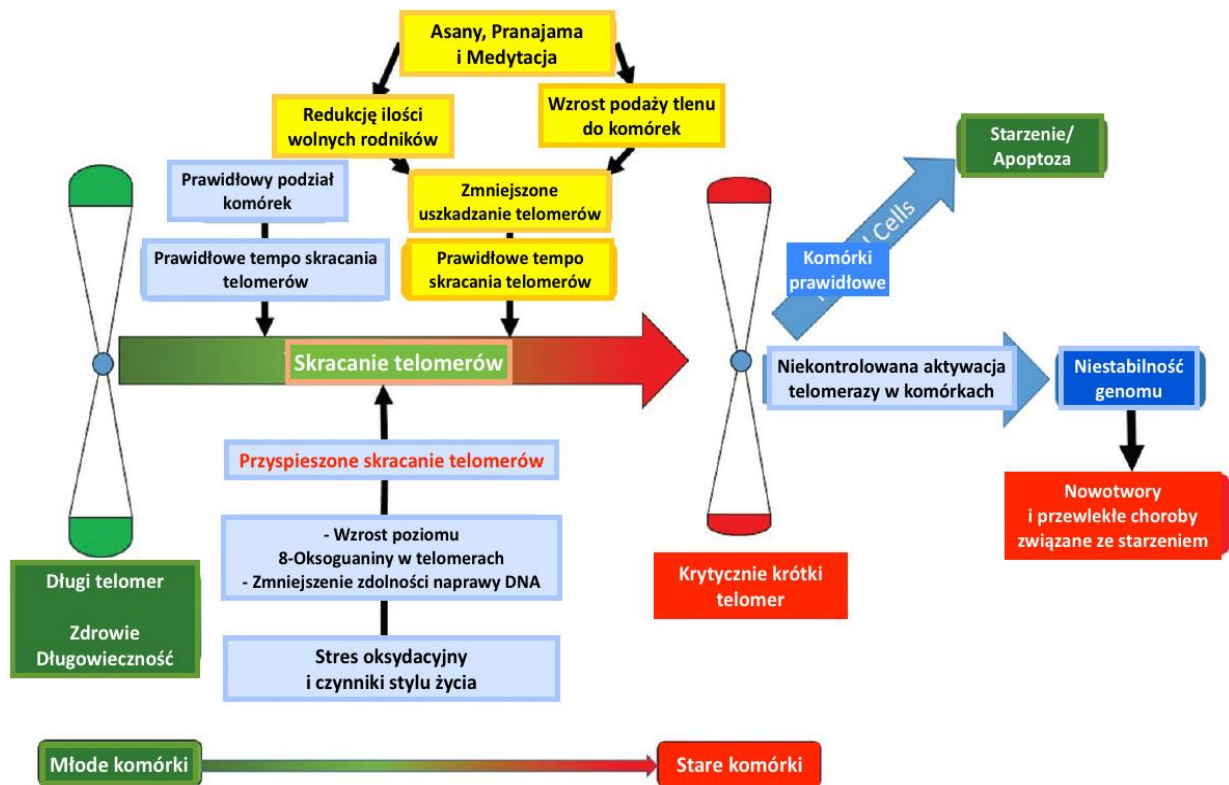 Asany, Pranajama
i Medytacja
Redukcję ilości
wolnych rodników
Wzrost podaży tlenu
do komórek
Starzenie/
Apoptoza
Prawidłowy podział
komórek
Zmniejszone
uszkadzanie telomerów
Prawidłowe tempo skracania
telomerów
Prawidłowe tempo
skracania telomerów
Cells
Komórki
prawidłowe
Skracanie telomerów
Niekontrolowana aktywacja
telomerazy w komórkach
Niestabilność
genomu
Przyspieszone skracanie telomerów
- Wzrost poziomu
8-Oksoguaniny w telomerach
- Zmniejszenie zdolności naprawy DNA
Nowotwory
i przewlekłe choroby
związane ze starzeniem
Długi telomer
Zdrowie
Długowieczność
Krytycznie krótki
telomer
Stres oksydacyjny
i czynniki stylu życia
Młode komórki
Stare komórki